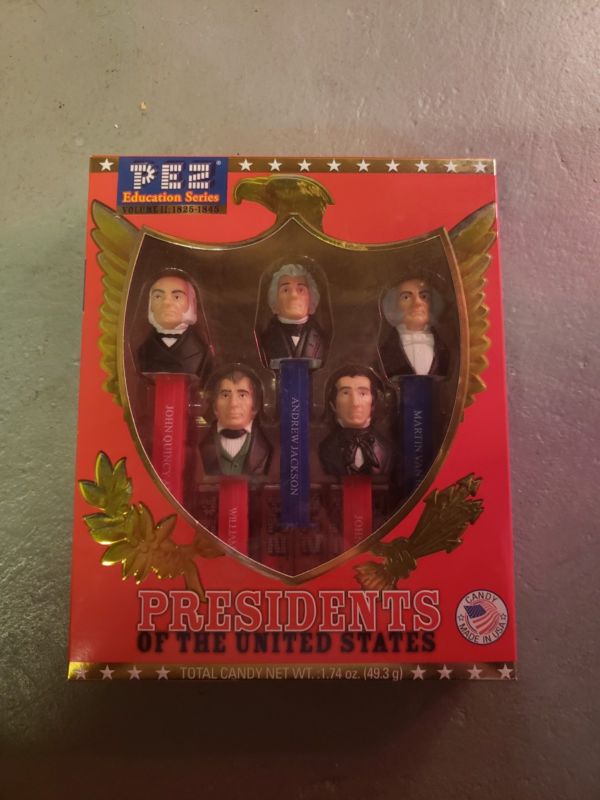 PEZ
Education Series
VOLUME II: 1825-1845
JOHN QUINCY
ANDREW JACKSON
MARTIN VAN
WILLIA
JOHN
PRESIDENTS
OF THE UNITED STATES
CANDY
MADE IN USA
TOTAL CANDY NET WT. 1.74 oz. (49.3 g)